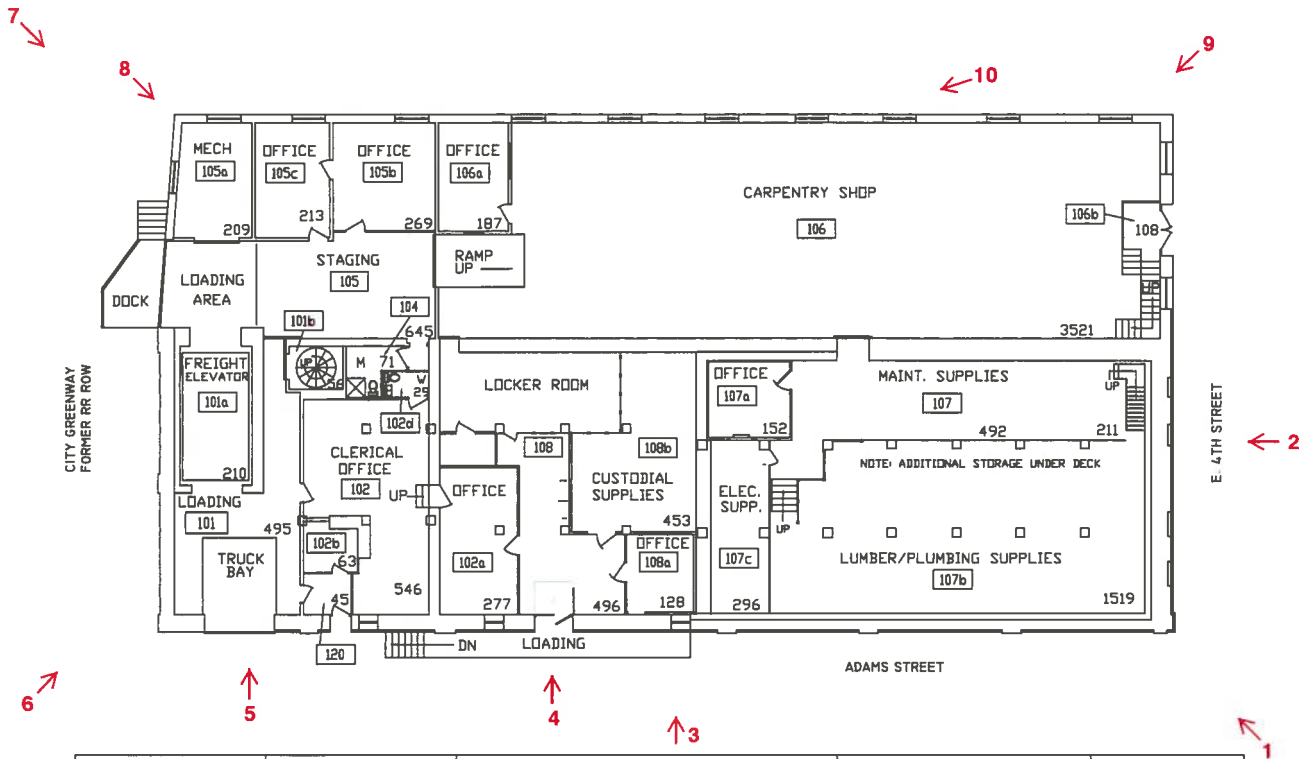 7
8
9
10
MECH
105a
209
OFFICE
105c
213
OFFICE
105b
269
OFFICE
106a
187
CARPENTRY SHOP
106
3521
106b
108
UP
RAMP
UP
STAGING
105
645
LOADING
AREA
DOCK
104
101b
UP
56
M
71
W
29
102d
FREIGHT
ELEVATOR
101a
210
LOCKER ROOM
OFFICE
107a
152
MAINT. SUPPLIES
107
492
211
UP
CITY GREENWAY
FORMER RR ROW
E. 4TH STREET
2
CLERICAL
OFFICE
102
UP
546
108
108b
CUSTODIAL
SUPPLIES
453
NOTE: ADDITIONAL STORAGE UNDER DECK
LOADING
101
495
TRUCK
BAY
102b
63
45
120
OFFICE
102a
277
496
OFFICE
108a
128
ELEC.
SUPP.
107c
296
UP
LUMBER/PLUMBING SUPPLIES
107b
1519
DN
LOADING
ADAMS STREET
6
5
4
3
1